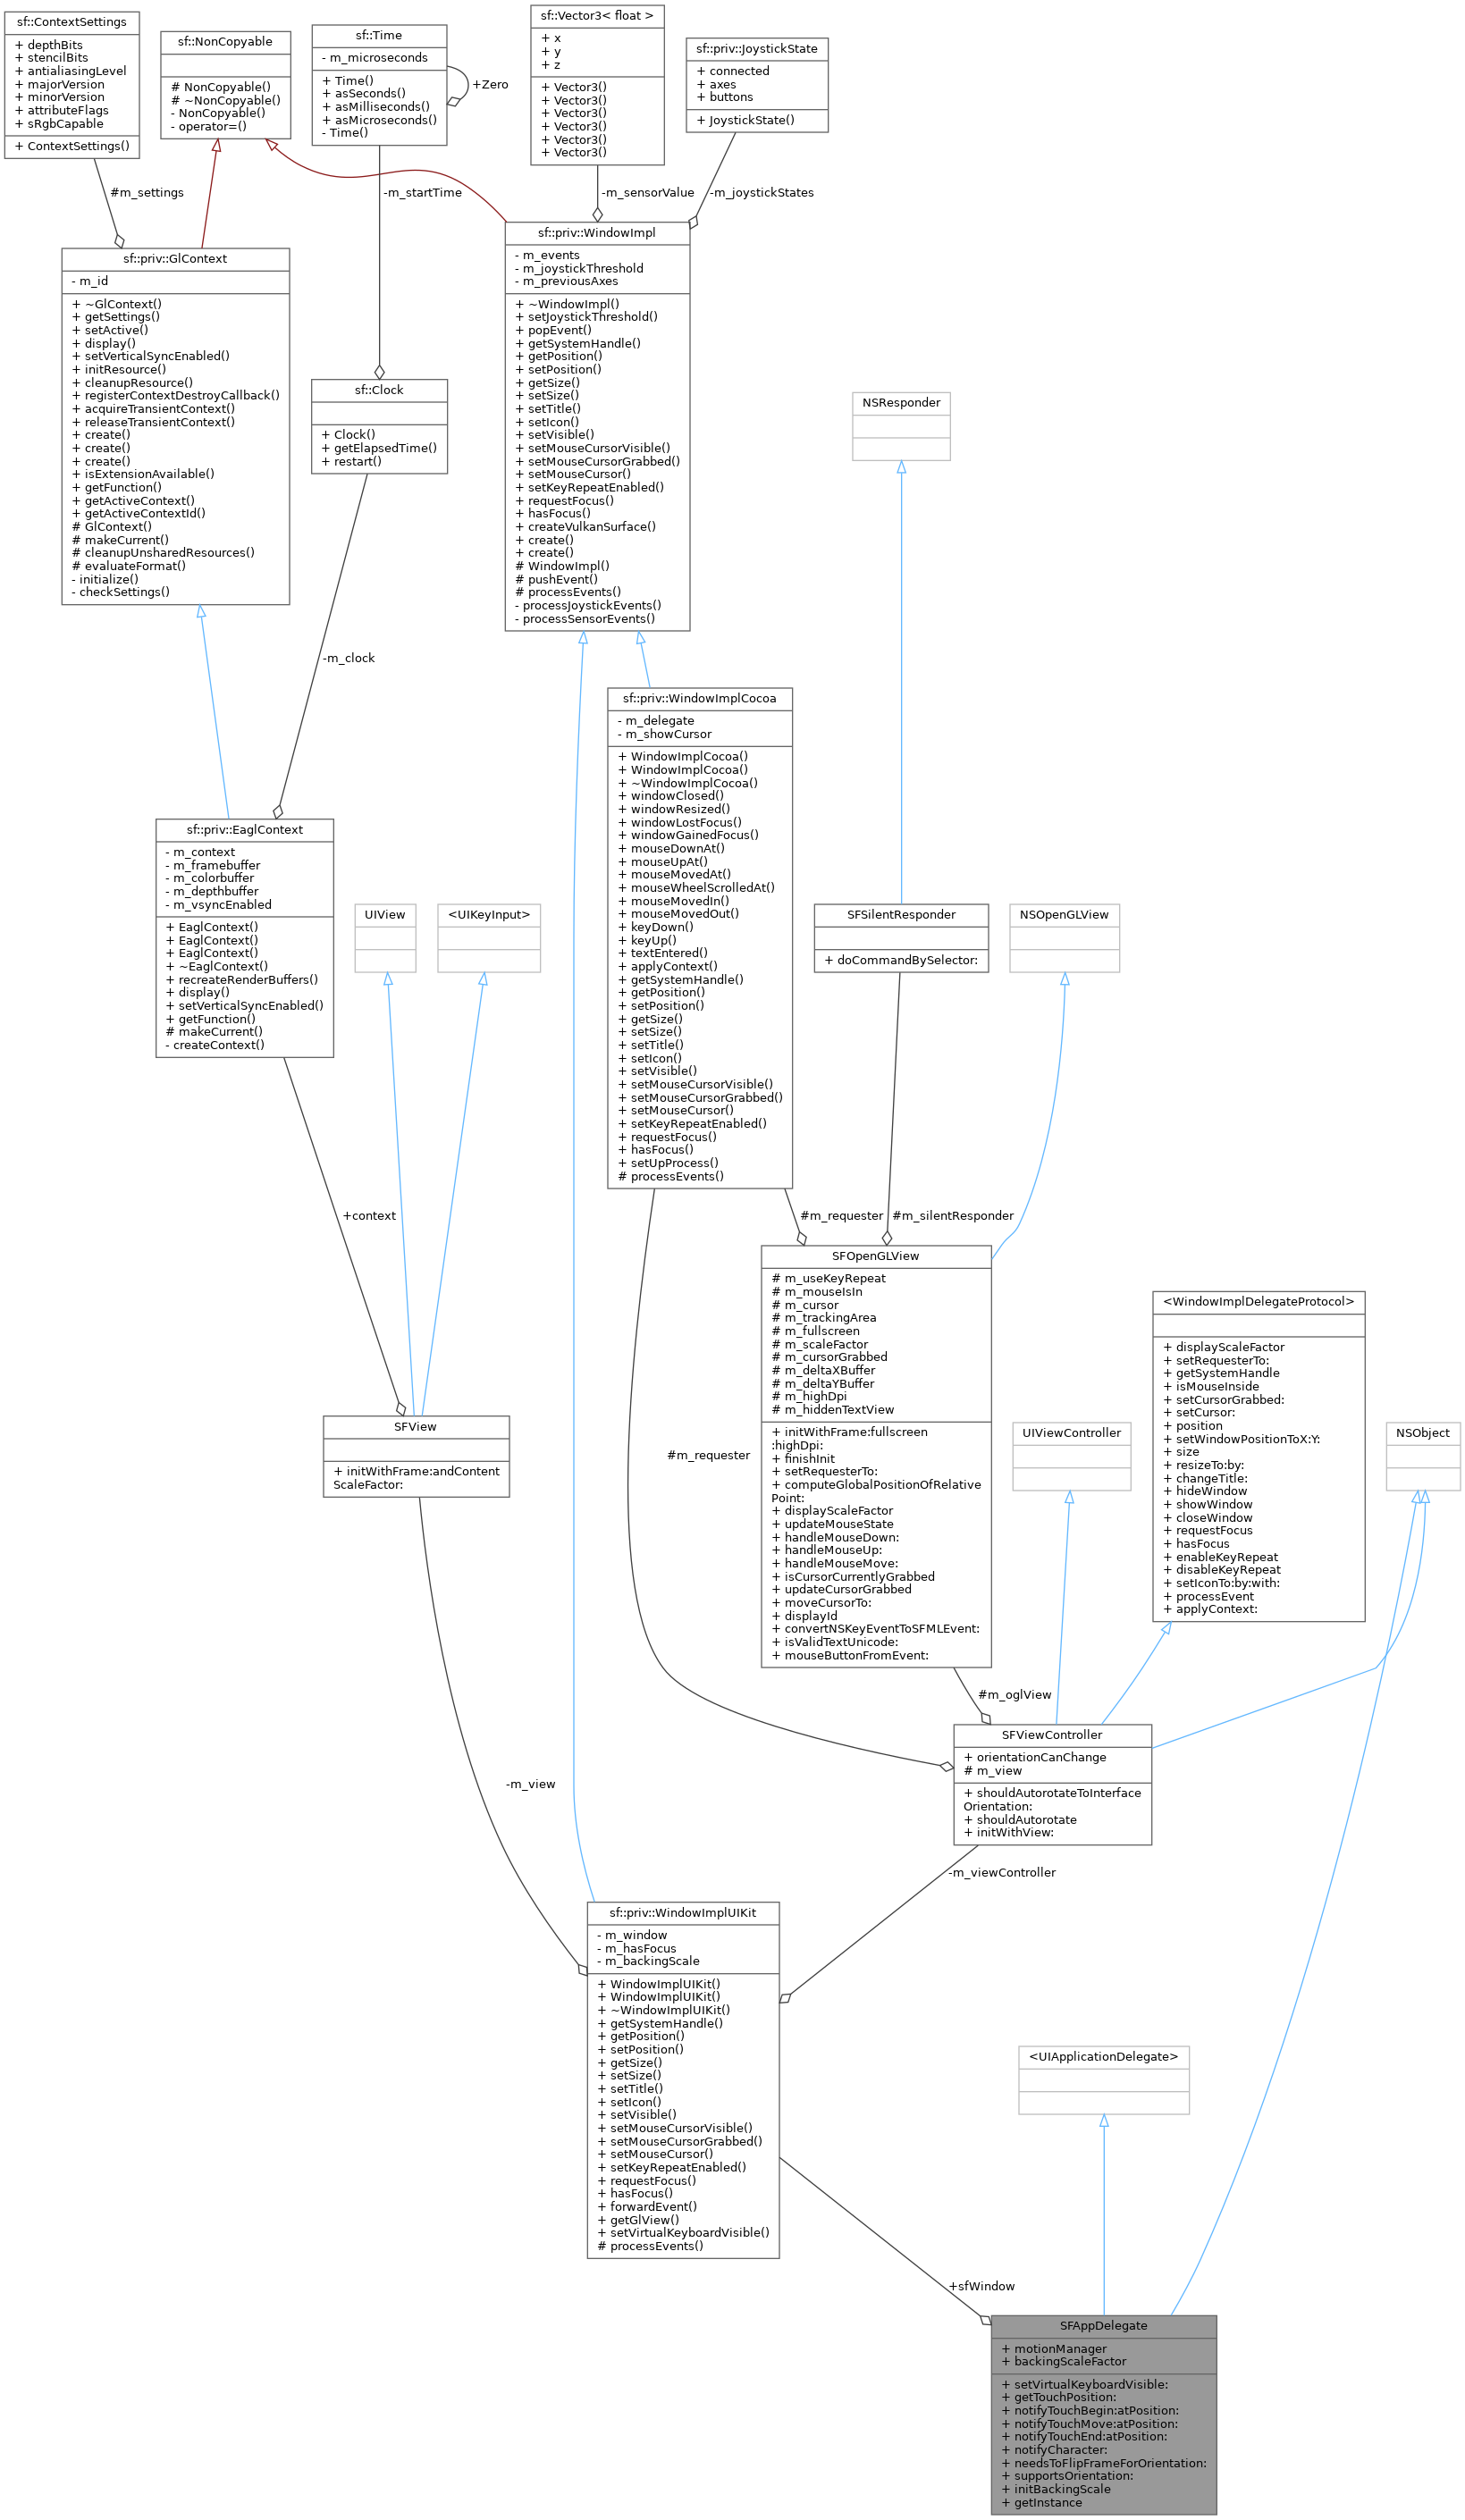 sf::ContextSettings
+ depthBits
+ stencilBits
+ antialiasingLevel
+ majorVersion
+ minorVersion
+ attributeFlags
+ sRgbCapable
+ ContextSettings()
sf::NonCopyable
# NonCopyable()
# ~NonCopyable()
- NonCopyable()
- operator=()
sf::Time
- m_microseconds
+ Time()
+ asSeconds()
+ asMilliseconds()
+ asMicroseconds()
- Time()
+Zero
sf::Vector3< float >
+ x
+ y
+ z
+ Vector3()
+ Vector3()
+ Vector3()
+ Vector3()
+ Vector3()
+ Vector3()
sf::priv::JoystickState
+ connected
+ axes
+ buttons
+ JoystickState()
#m_settings
-m_startTime
-m_sensorValue
-m_joystickStates
sf::priv::GlContext
- m_id
+ ~GlContext()
+ getSettings()
+ setActive()
+ display()
+ setVerticalSyncEnabled()
+ initResource()
+ cleanupResource()
+ registerContextDestroyCallback()
+ acquireTransientContext()
+ releaseTransientContext()
+ create()
+ create()
+ create()
+ isExtensionAvailable()
+ getFunction()
+ getActiveContext()
+ getActiveContextId()
# GlContext()
# makeCurrent()
# cleanupUnsharedResources()
# evaluateFormat()
- initialize()
- checkSettings()
sf::Clock
+ Clock()
+ getElapsedTime()
+ restart()
sf::priv::WindowImpl
- m_events
- m_joystickThreshold
- m_previousAxes
+ ~WindowImpl()
+ setJoystickThreshold()
+ popEvent()
+ getSystemHandle()
+ getPosition()
+ setPosition()
+ getSize()
+ setSize()
+ setTitle()
+ setIcon()
+ setVisible()
+ setMouseCursorVisible()
+ setMouseCursorGrabbed()
+ setMouseCursor()
+ setKeyRepeatEnabled()
+ requestFocus()
+ hasFocus()
+ createVulkanSurface()
+ create()
+ create()
# WindowImpl()
# pushEvent()
# processEvents()
- processJoystickEvents()
- processSensorEvents()
NSResponder
-m_clock
sf::priv::WindowImplCocoa
- m_delegate
- m_showCursor
+ WindowImplCocoa()
+ WindowImplCocoa()
+ ~WindowImplCocoa()
+ windowClosed()
+ windowResized()
+ windowLostFocus()
+ windowGainedFocus()
+ mouseDownAt()
+ mouseUpAt()
+ mouseMovedAt()
+ mouseWheelScrolledAt()
+ mouseMovedIn()
+ mouseMovedOut()
+ keyDown()
+ keyUp()
+ textEntered()
+ applyContext()
+ getSystemHandle()
+ getPosition()
+ setPosition()
+ getSize()
+ setSize()
+ setTitle()
+ setIcon()
+ setVisible()
+ setMouseCursorVisible()
+ setMouseCursorGrabbed()
+ setMouseCursor()
+ setKeyRepeatEnabled()
+ requestFocus()
+ hasFocus()
+ setUpProcess()
# processEvents()
sf::priv::EaglContext
- m_context
- m_framebuffer
- m_colorbuffer
- m_depthbuffer
- m_vsyncEnabled
+ EaglContext()
+ EaglContext()
+ EaglContext()
+ ~EaglContext()
+ recreateRenderBuffers()
+ display()
+ setVerticalSyncEnabled()
+ getFunction()
# makeCurrent()
- createContext()
UIView
<UIKeyInput>
SFSilentResponder
+ doCommandBySelector:
NSOpenGLView
+context
#m_requester
#m_silentResponder
SFOpenGLView
# m_useKeyRepeat
# m_mouseIsIn
# m_cursor
# m_trackingArea
# m_fullscreen
# m_scaleFactor
# m_cursorGrabbed
# m_deltaXBuffer
# m_deltaYBuffer
# m_highDpi
# m_hiddenTextView
+ initWithFrame:fullscreen
:highDpi:
+ finishInit
+ setRequesterTo:
+ computeGlobalPositionOfRelative
Point:
+ displayScaleFactor
+ updateMouseState
+ handleMouseDown:
+ handleMouseUp:
+ handleMouseMove:
+ isCursorCurrentlyGrabbed
+ updateCursorGrabbed
+ moveCursorTo:
+ displayId
+ convertNSKeyEventToSFMLEvent:
+ isValidTextUnicode:
+ mouseButtonFromEvent:
<WindowImplDelegateProtocol>
+ displayScaleFactor
+ setRequesterTo:
+ getSystemHandle
+ isMouseInside
+ setCursorGrabbed:
+ setCursor:
+ position
+ setWindowPositionToX:Y:
+ size
+ resizeTo:by:
+ changeTitle:
+ hideWindow
+ showWindow
+ closeWindow
+ requestFocus
+ hasFocus
+ enableKeyRepeat
+ disableKeyRepeat
+ setIconTo:by:with:
+ processEvent
+ applyContext:
SFView
+ initWithFrame:andContent
ScaleFactor:
#m_requester
UIViewController
NSObject
#m_oglView
SFViewController
+ orientationCanChange
# m_view
+ shouldAutorotateToInterface
Orientation:
+ shouldAutorotate
+ initWithView:
-m_view
-m_viewController
sf::priv::WindowImplUIKit
- m_window
- m_hasFocus
- m_backingScale
+ WindowImplUIKit()
+ WindowImplUIKit()
+ ~WindowImplUIKit()
+ getSystemHandle()
+ getPosition()
+ setPosition()
+ getSize()
+ setSize()
+ setTitle()
+ setIcon()
+ setVisible()
+ setMouseCursorVisible()
+ setMouseCursorGrabbed()
+ setMouseCursor()
+ setKeyRepeatEnabled()
+ requestFocus()
+ hasFocus()
+ forwardEvent()
+ getGlView()
+ setVirtualKeyboardVisible()
# processEvents()
<UIApplicationDelegate>
+sfWindow
SFAppDelegate
+ motionManager
+ backingScaleFactor
+ setVirtualKeyboardVisible:
+ getTouchPosition:
+ notifyTouchBegin:atPosition:
+ notifyTouchMove:atPosition:
+ notifyTouchEnd:atPosition:
+ notifyCharacter:
+ needsToFlipFrameForOrientation:
+ supportsOrientation:
+ initBackingScale
+ getInstance